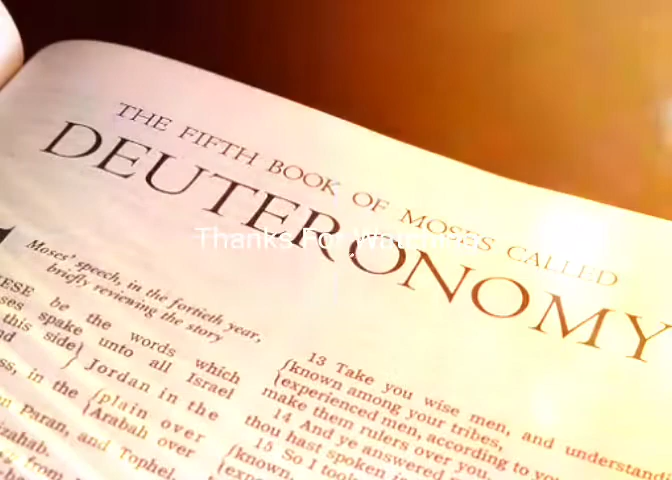 THE FIFTH BOOK OF MOSES CALLED
DEUTERONOMY
Thanks For Watching
Moses' speech, in the fortieth year,
briefly reviewing the story
be the words which
spake unto all Israel
this side} Jordan in the
in the {plain over
Paran, and {Arabah over
and Tophel,
13 Take you wise men, and
{known among your tribes,
{experienced men, according to
make them rulers over you.
14 And ye answered
thou hast spoken
15 So I took
{known,